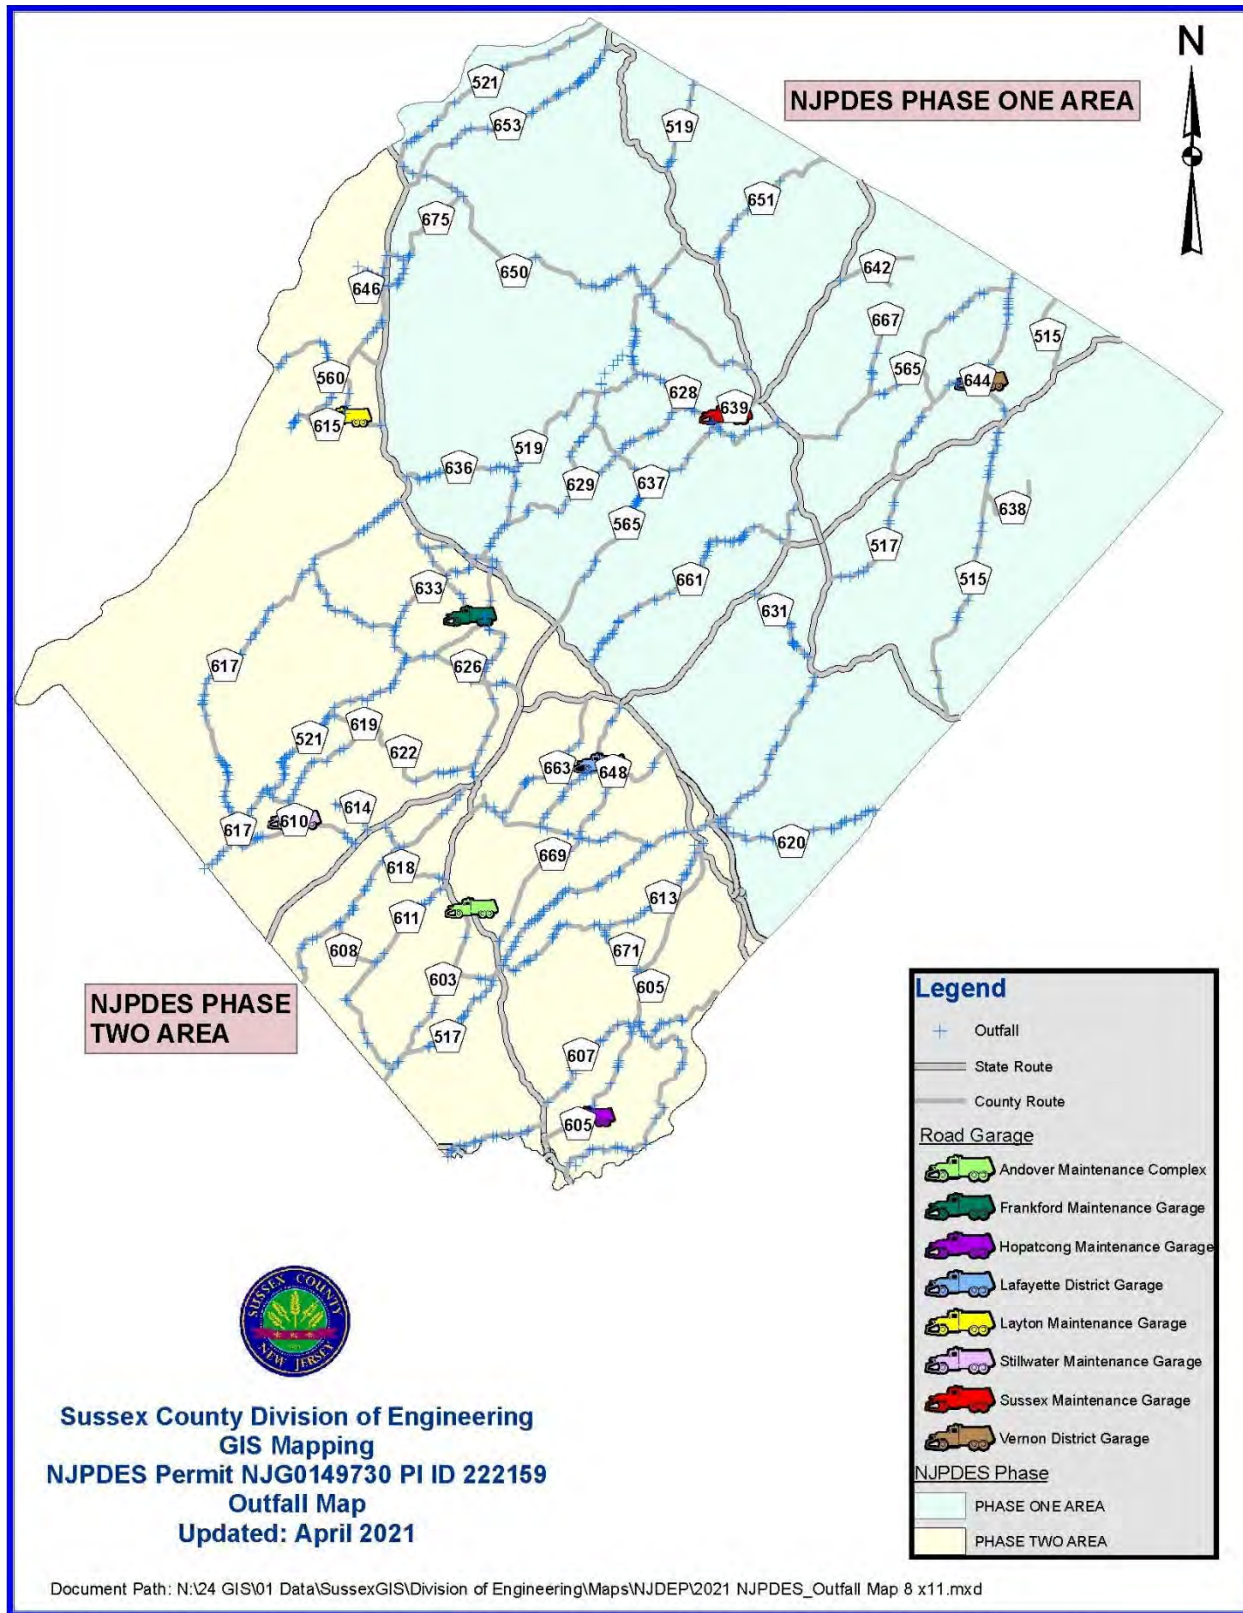 N
NJPDES PHASE ONE AREA
521
653
519
651
675
650
642
646
667
515
560
565
644
628
639
615
519
636
629
637
565
638
517
661
515
633
631
617
626
619
521
622
663
648
614
617
610
620
669
618
613
611
608
671
603
605
NJPDES PHASE
TWO AREA
517
607
605
Legend
Outfall
State Route
County Route
Road Garage
Andover Maintenance Complex
Frankford Maintenance Garage
Hopatcong Maintenance Garage
Lafayette District Garage
Layton Maintenance Garage
Stillwater Maintenance Garage
Sussex Maintenance Garage
Vernon District Garage
NJPDES Phase
PHASE ONE AREA
PHASE TWO AREA
SUSSEX COUNTY
NEW JERSEY
Sussex County Division of Engineering
GIS Mapping
NJPDES Permit NJG0149730 PI ID 222159
Outfall Map
Updated: April 2021
Document Path: N:\24 GIS\01 Data\SussexGIS\Division of Engineering\Maps\NJDEP\2021 NJPDES_Outfall Map 8 x11.mxd